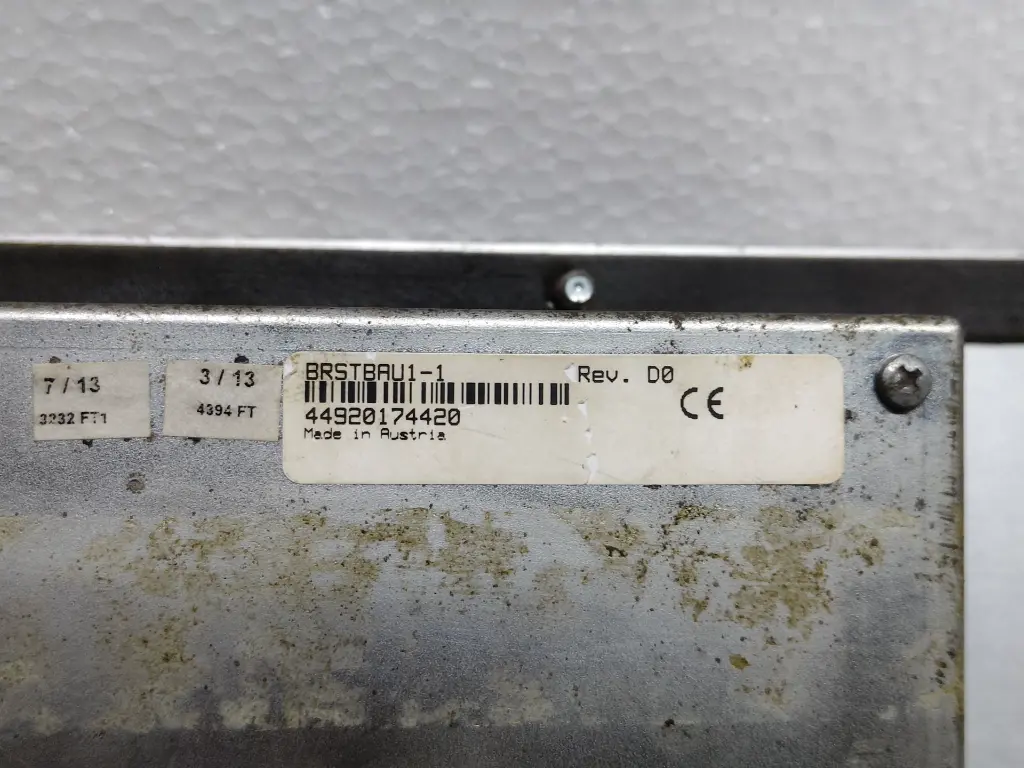 7 / 13
3232 FT1
3 / 13
4394 FT
BRSTBAU1-1
Rev. D0
CE
44920174420
Made in Austria